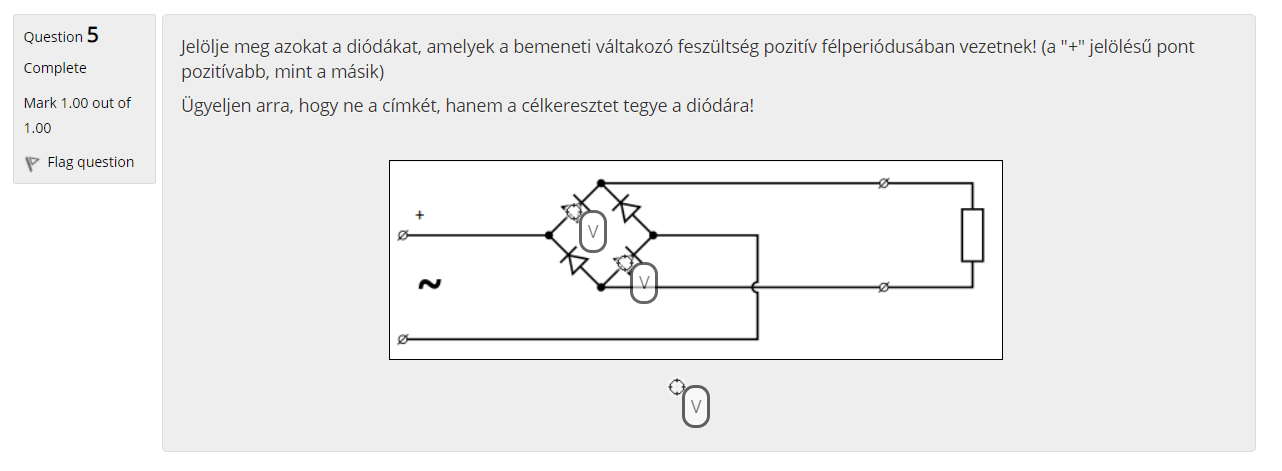 Question 5
Complete
Mark 1.00 out of
1.00
Flag question
Jelölje meg azokat a diódákat, amelyek a bemeneti váltakozó feszültség pozitív félperiódusában vezetnek! (a "+" jelölésű pont
pozitívabb, mint a másik)
Ügyeljen arra, hogy ne a címkét, hanem a célkeresztet tegye a diódára!
+
V
V
~
V